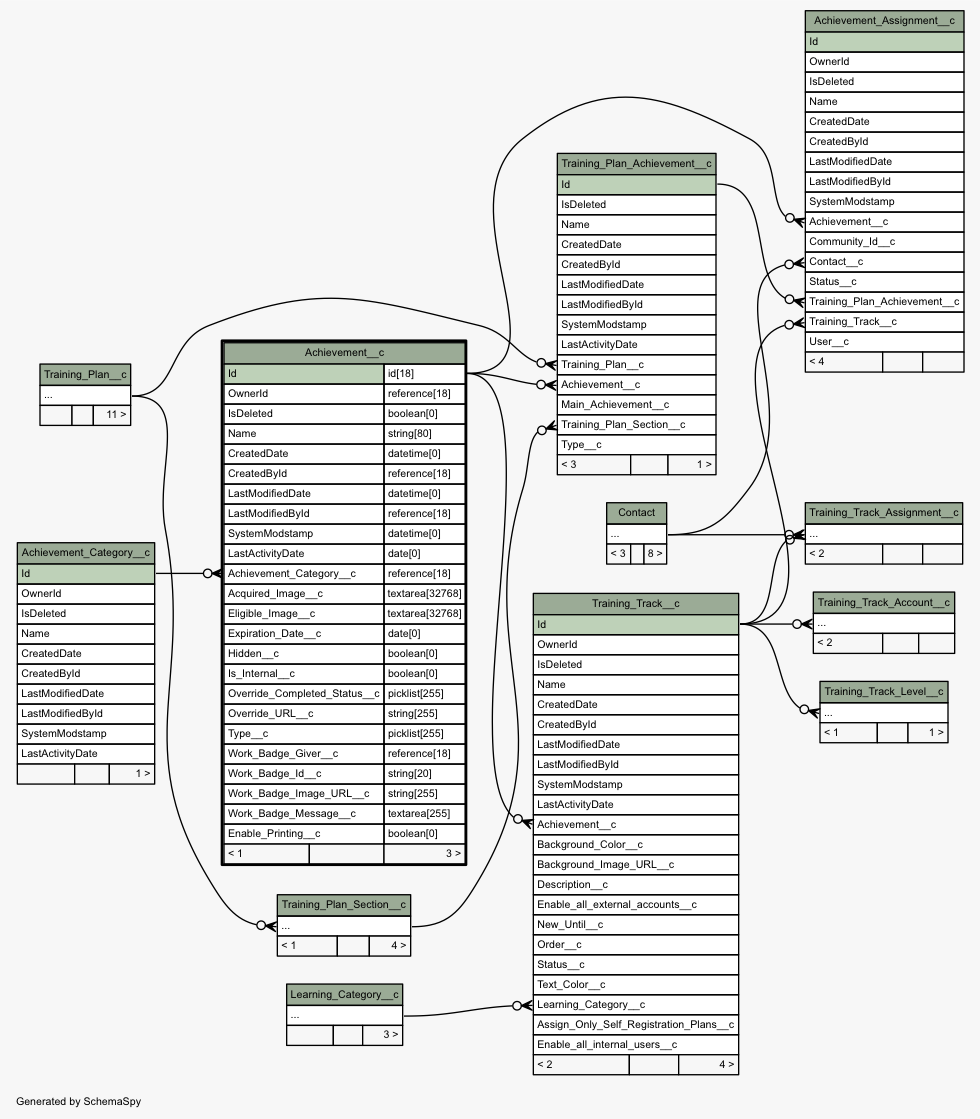 Achievement_Assignment__c
Id
OwnerId
IsDeleted
Name
CreatedDate
CreatedById
LastModifiedDate
LastModifiedById
SystemModstamp
Achievement__c
Community_Id__c
Contact__c
Status__c
Training_Plan_Achievement__c
Training_Track__c
User__c
< 4
Training_Plan_Achievement__c
Id
IsDeleted
Name
CreatedDate
CreatedById
LastModifiedDate
LastModifiedById
SystemModstamp
LastActivityDate
Training_Plan__c
Achievement__c
Main_Achievement__c
Training_Plan_Section__c
Type__c
< 3 1 >
Training_Plan__c
...
11 >
Achievement__c
Id id[18]
OwnerId reference[18]
IsDeleted boolean[0]
Name string[80]
CreatedDate datetime[0]
CreatedById reference[18]
LastModifiedDate datetime[0]
LastModifiedById reference[18]
SystemModstamp datetime[0]
LastActivityDate date[0]
Achievement_Category__c reference[18]
Acquired_Image__c textarea[32768]
Eligible_Image__c textarea[32768]
Expiration_Date__c date[0]
Hidden__c boolean[0]
Is_Internal__c boolean[0]
Override_Completed_Status__c picklist[255]
Override_URL__c string[255]
Type__c picklist[255]
Work_Badge_Giver__c reference[18]
Work_Badge_Id__c string[20]
Work_Badge_Image_URL__c string[255]
Work_Badge_Message__c textarea[255]
Enable_Printing__c boolean[0]
< 1 3 >
Achievement_Category__c
Id
OwnerId
IsDeleted
Name
CreatedDate
CreatedById
LastModifiedDate
LastModifiedById
SystemModstamp
LastActivityDate
1 >
Contact
...
< 3 8 >
Training_Track_Assignment__c
...
< 2
Training_Track_Account__c
...
< 2
Training_Track_Level__c
...
< 1 1 >
Training_Track__c
Id
OwnerId
IsDeleted
Name
CreatedDate
CreatedById
LastModifiedDate
LastModifiedById
SystemModstamp
LastActivityDate
Achievement__c
Background_Color__c
Background_Image_URL__c
Description__c
Enable_all_external_accounts__c
New_Until__c
Order__c
Status__c
Text_Color__c
Learning_Category__c
Assign_Only_Self_Registration_Plans__c
Enable_all_internal_users__c
< 2 4 >
Training_Plan_Section__c
...
< 1 4 >
Learning_Category__c
...
3 >
Generated by SchemaSpy